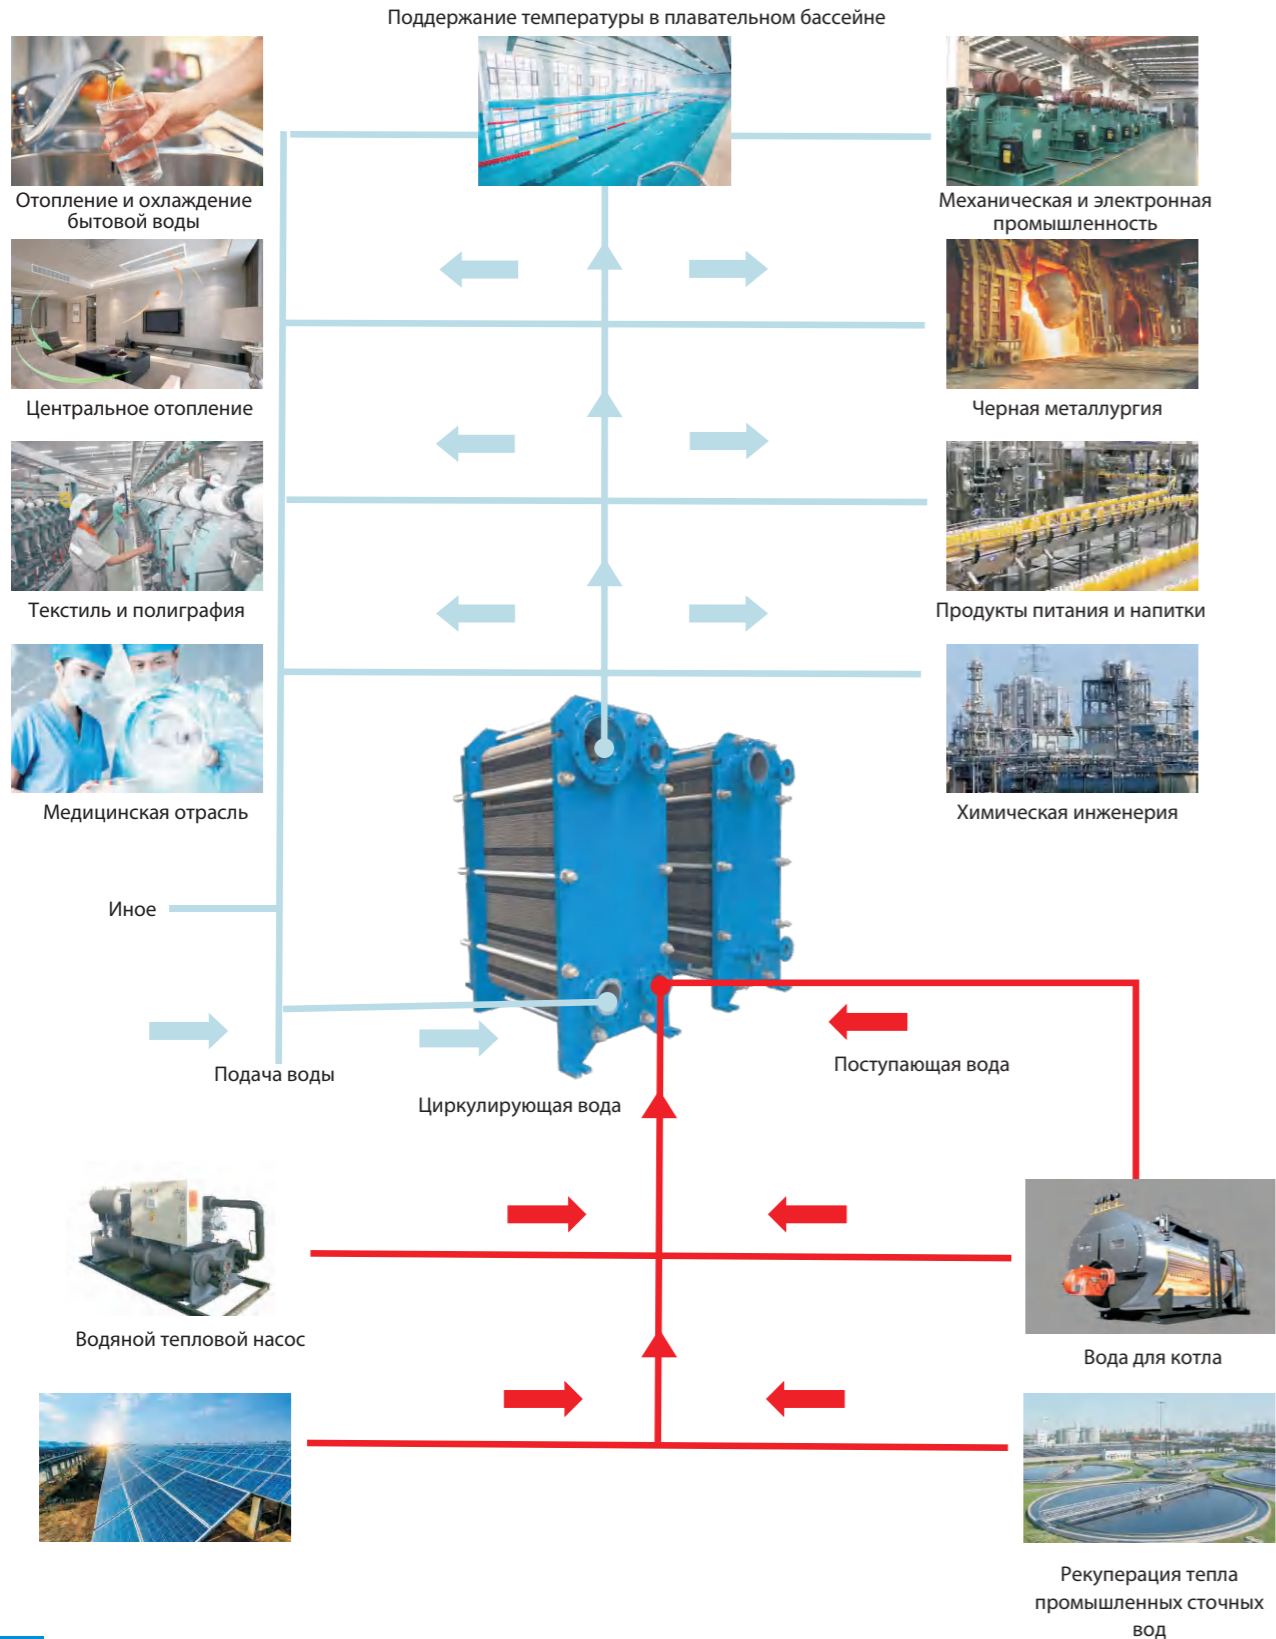 Поддержание температуры в плавательном бассейне
Отопление и охлаждение
бытовой воды
Механическая и электронная
промышленность
Центральное отопление
Черная металлургия
Текстиль и полиграфия
Продукты питания и напитки
Медицинская отрасль
Химическая инженерия
Иное
Подача воды
Поступающая вода
Циркулирующая вода
Водяной тепловой насос
Вода для котла
Рекуперация тепла
промышленных сточных
вод